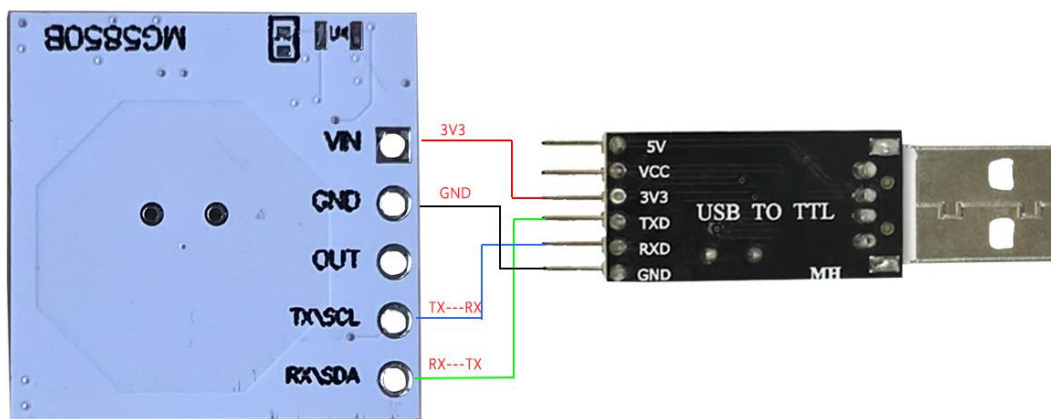 MG5850B
VIN
GND
OUT
TX\SCL
RX\SDA
3V3
GND
TX---RX
RX---TX
5V
VCC
3V3
TXD
RXD
GND
USB TO TTL
MH